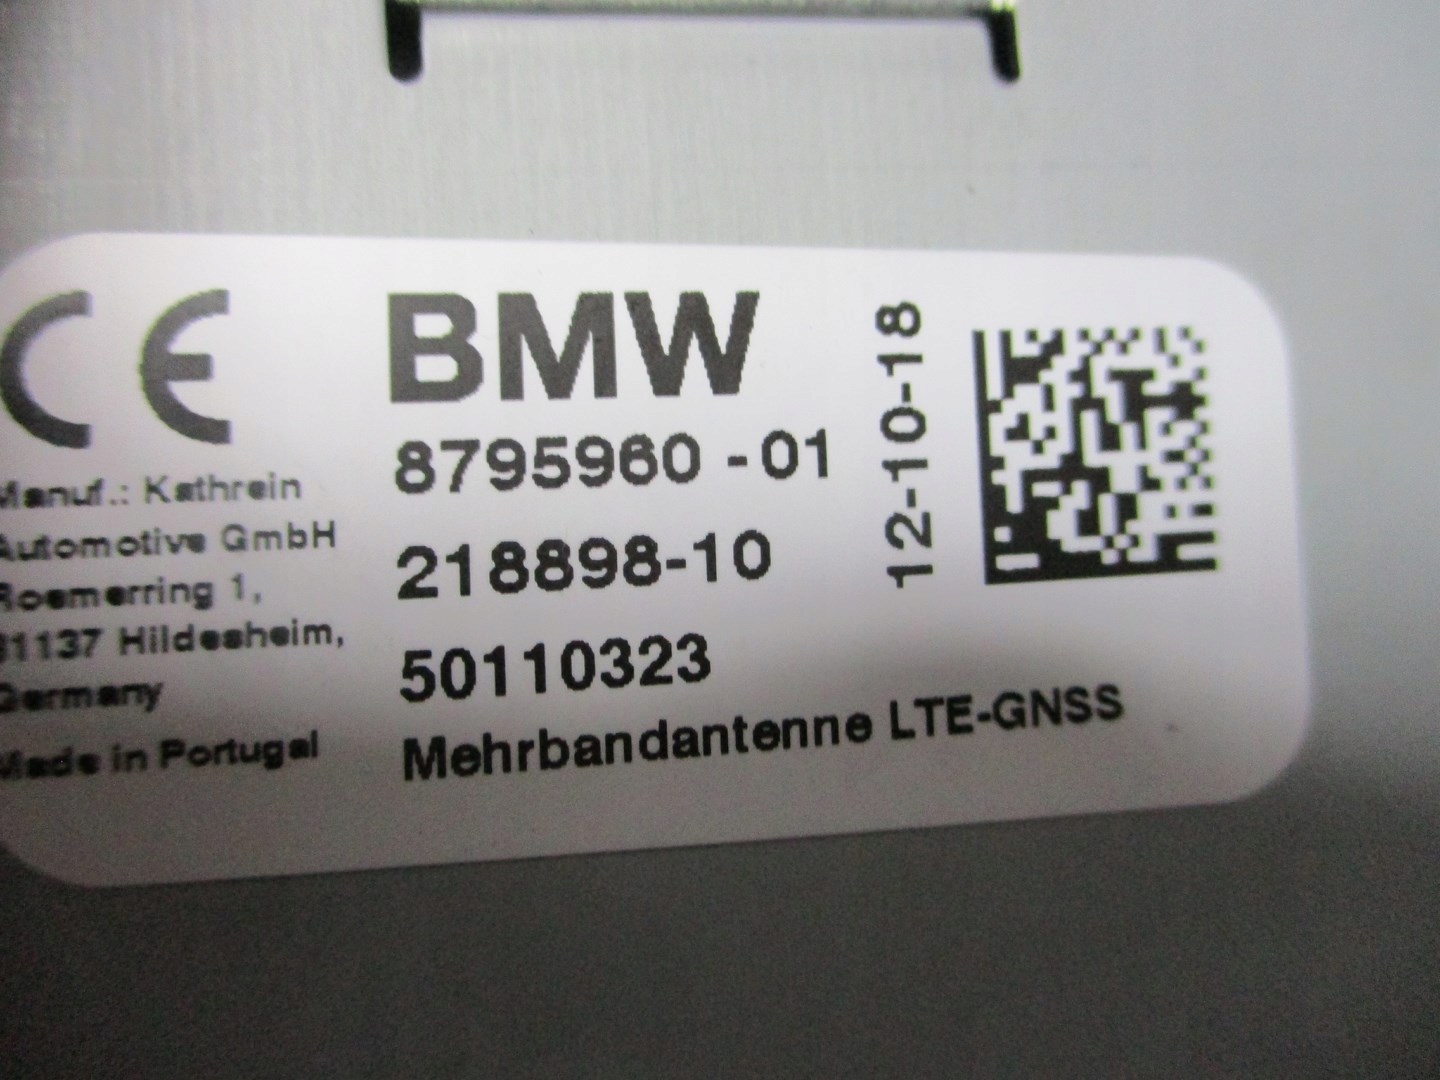 CE
Manuf.: Kathrein
Automotive GmbH
Roemerring 1,
31137 Hildesheim,
Germany
Made in Portugal
BMW
8795960 -01
218898-10
50110323
Mehrbandantenne LTE-GNSS
12-10-18